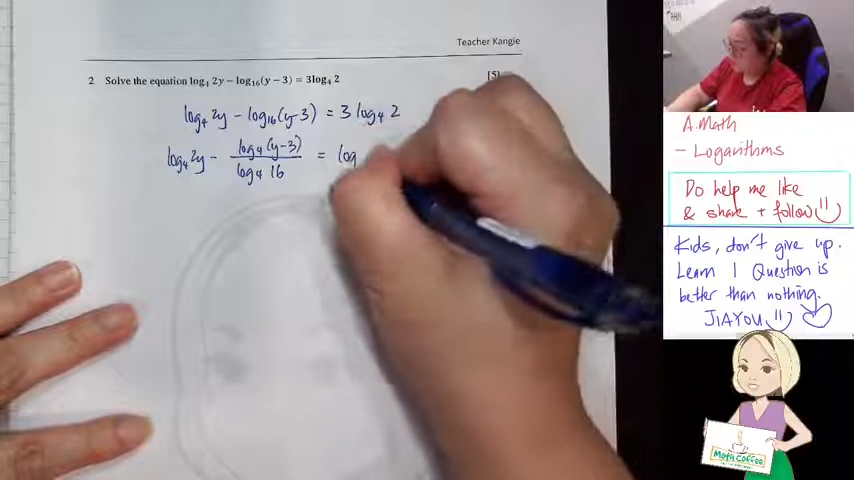 Teacher Kangie
2 Solve the equation log₄ 2y − log₁₆(y − 3) = 3log₄ 2 [5]
log₄ 2y − log₁₆(y-3) = 3 log₄ 2
log₄ 2y − log₄(y-3) / log₄ 16 = log
A.Math
- Logarithms
Do help me like
& share + follow
Kids, don't give up.
Learn 1 Question is
better than nothing.
JIAYOU
Math Coffee